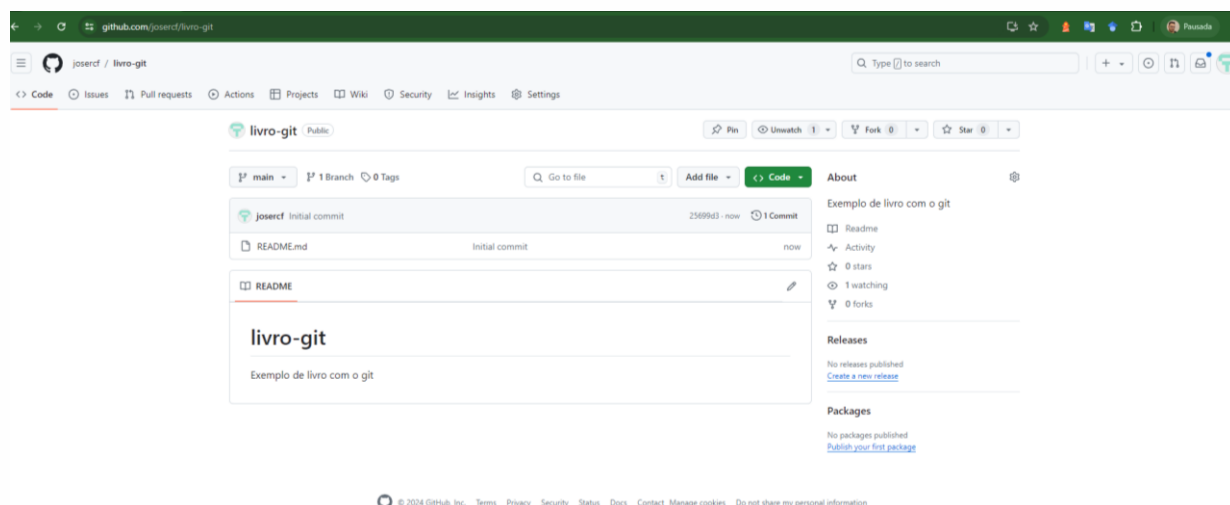 github.com/josercf/livro-git
Pausada
josercf / livro-git
Type / to search
Code Issues Pull requests Actions Projects Wiki Security Insights Settings
livro-git Public
Pin Unwatch 1 Fork 0 Star 0
main 1 Branch 0 Tags
Go to file t Add file Code
josercf Initial commit 25699d3 · now 1 Commit
README.md Initial commit now
README
livro-git
Exemplo de livro com o git
About
Exemplo de livro com o git
Readme
Activity
0 stars
1 watching
0 forks
Releases
No releases published
Create a new release
Packages
No packages published
Publish your first package
© 2024 GitHub, Inc. Terms Privacy Security Status Docs Contact Manage cookies Do not share my personal information